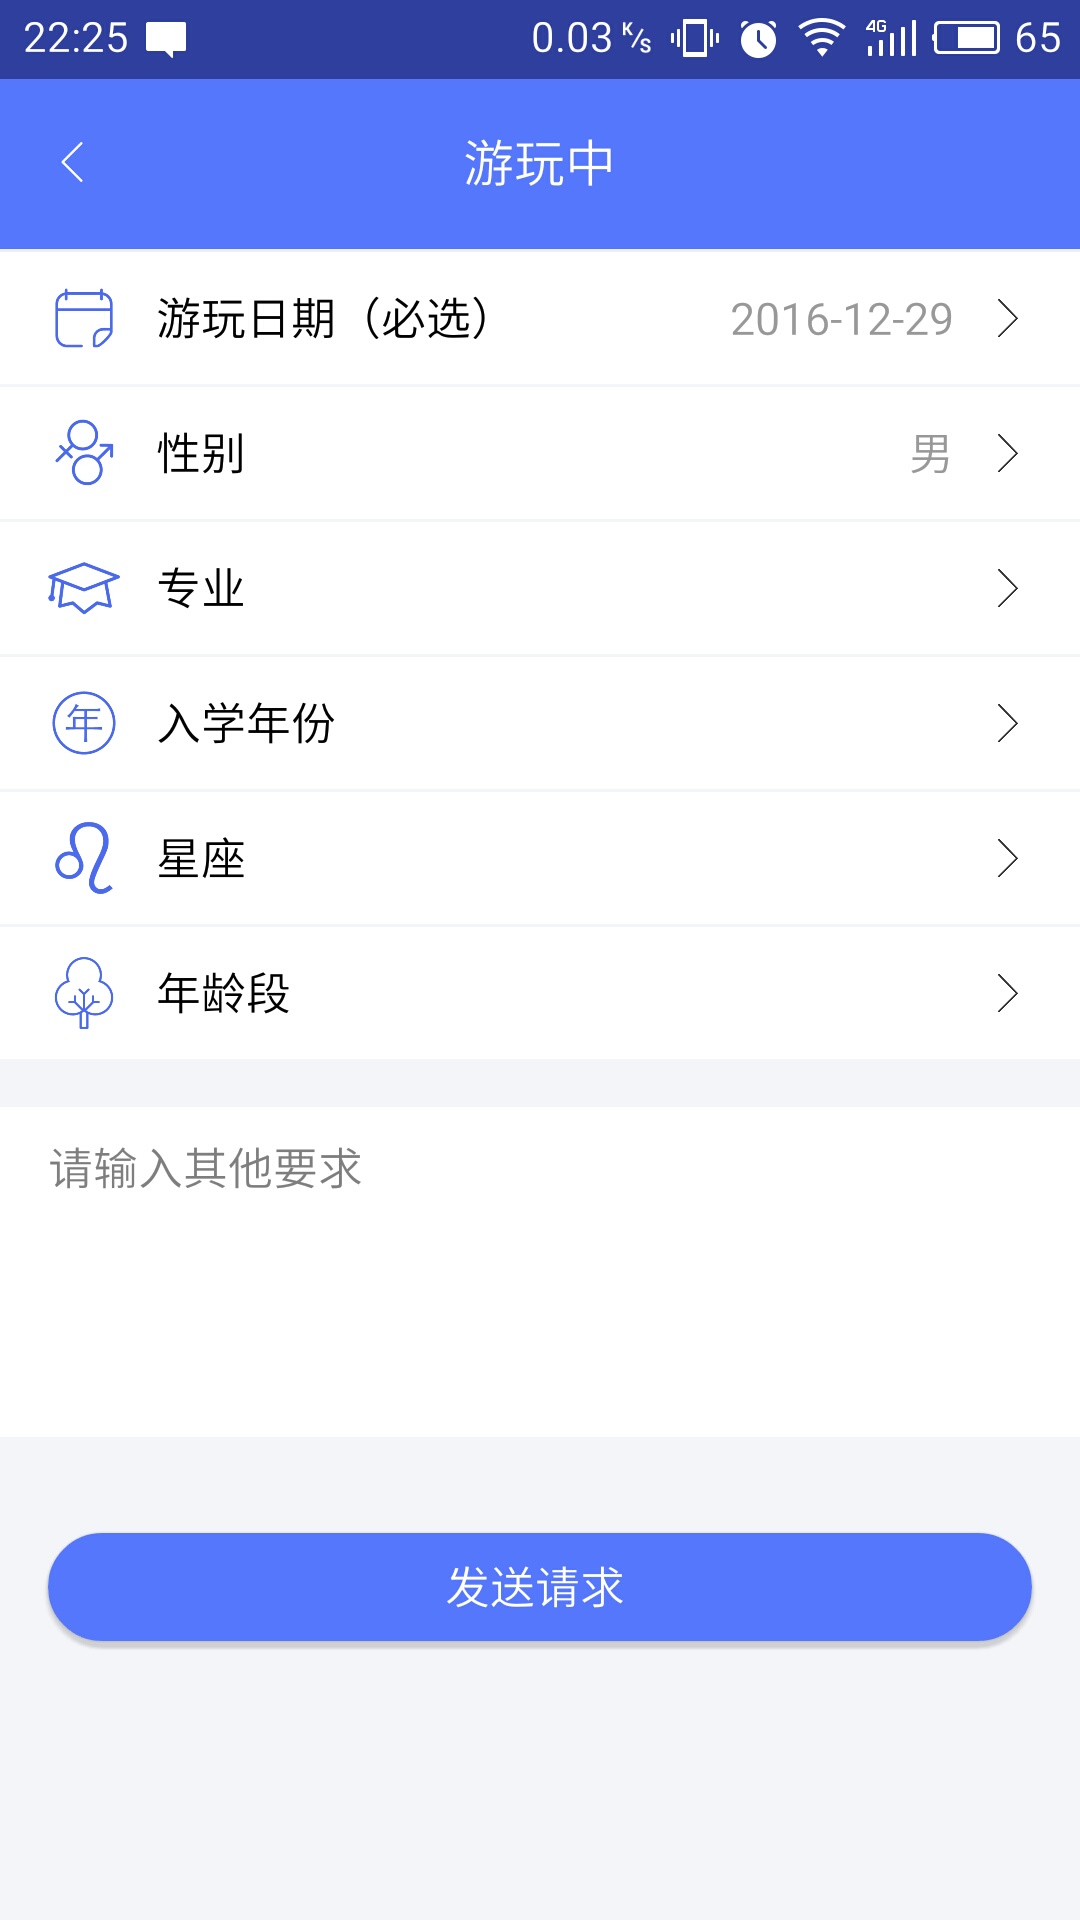 22:25 0.03 K/s 4G 65
游玩中
游玩日期（必选） 2016-12-29
性别 男
专业
年 入学年份
星座
年龄段
请输入其他要求
发送请求